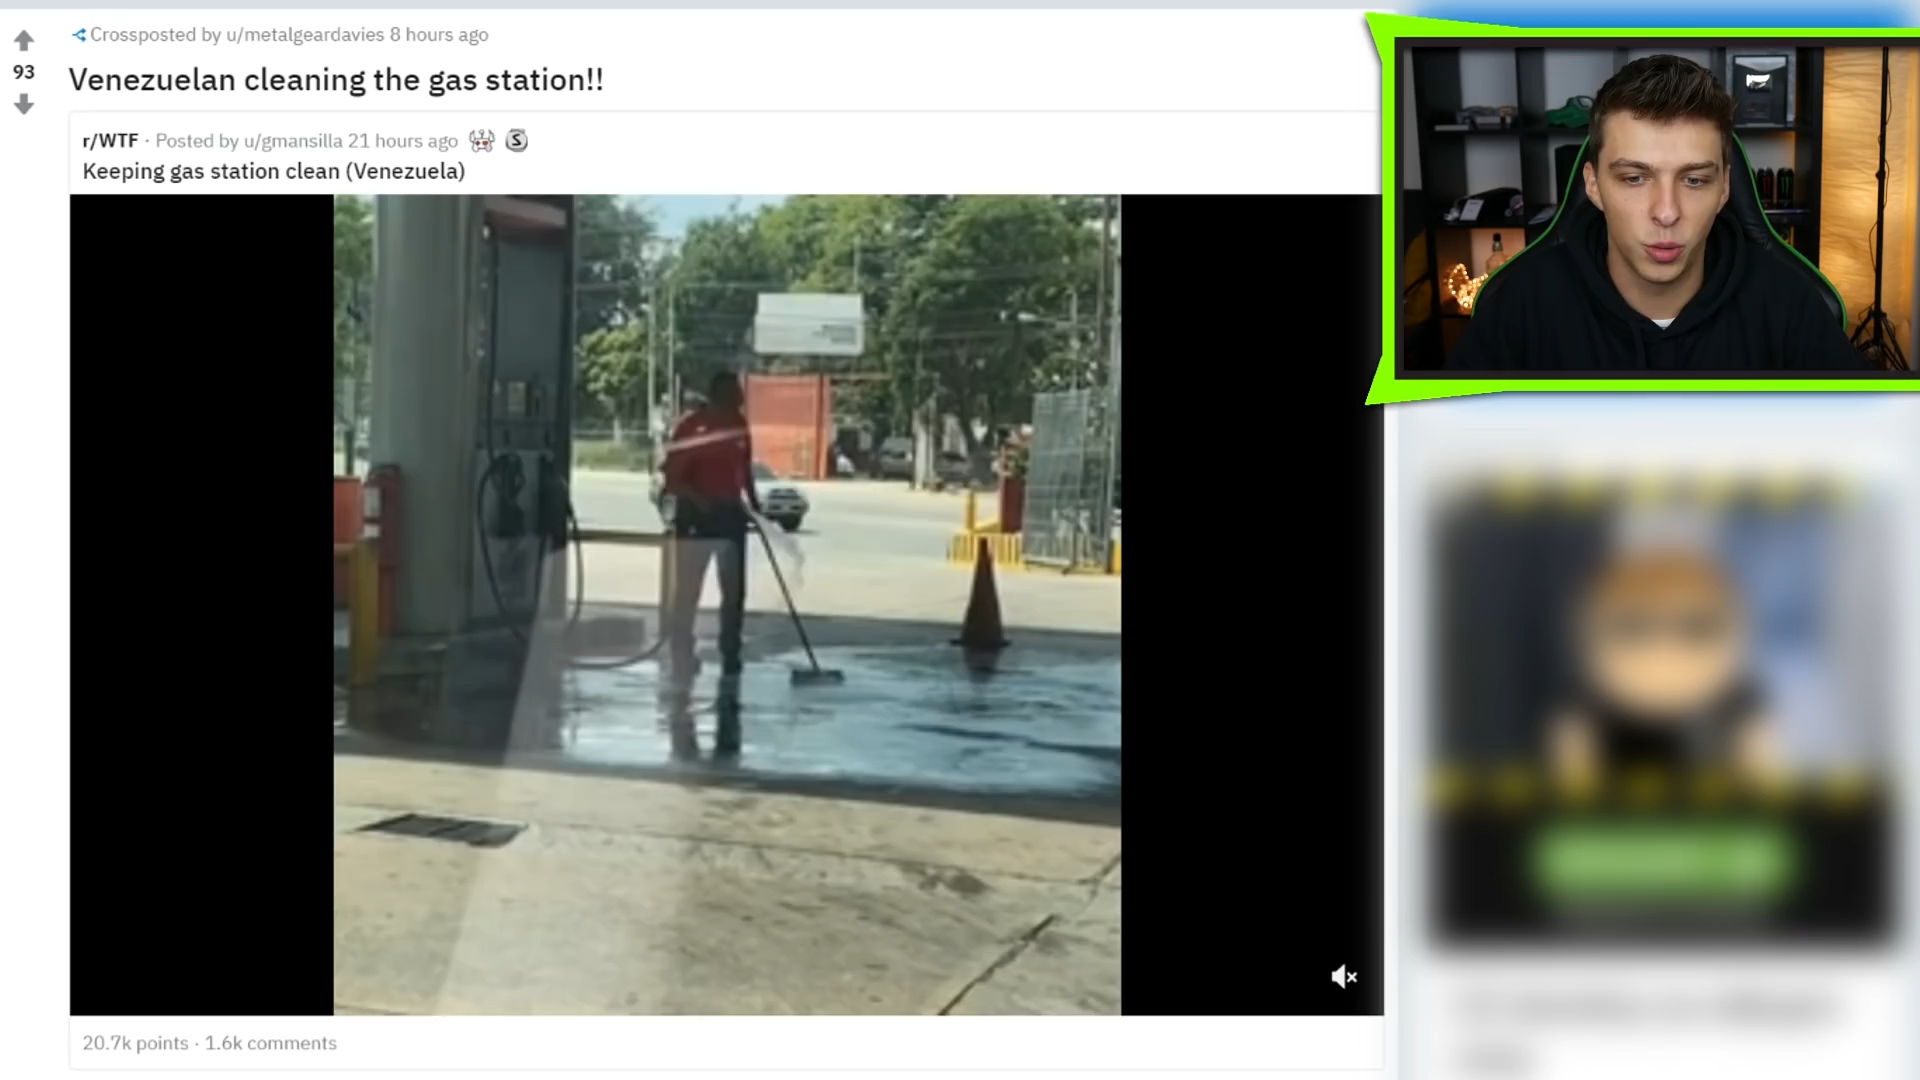 Crossposted by u/metalgeardavies 8 hours ago
93
Venezuelan cleaning the gas station!!
r/WTF · Posted by u/gmansilla 21 hours ago
Keeping gas station clean (Venezuela)
20.7k points · 1.6k comments